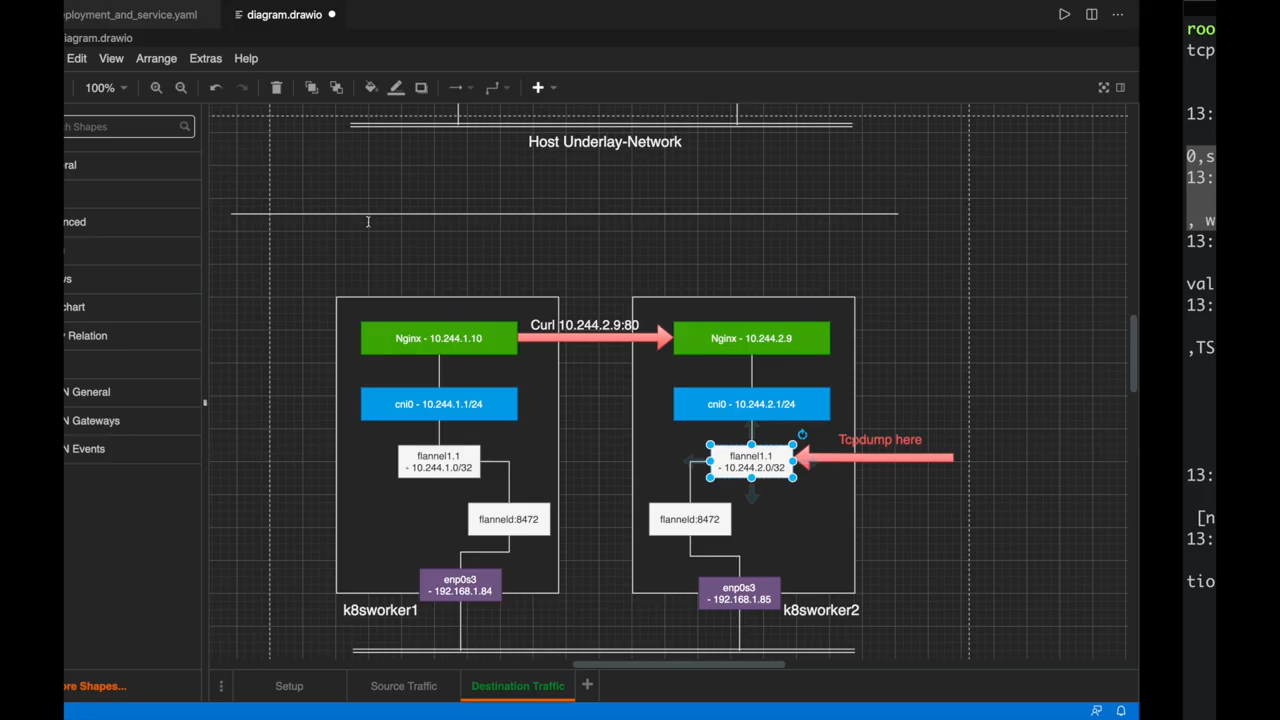 eployment_and_service.yaml
diagram.drawio
iagram.drawio
Edit View Arrange Extras Help
100%
ch Shapes
ral
nced
ws
chart
y Relation
N General
N Gateways
N Events
ore Shapes...
Host Underlay-Network
Curl 10.244.2.9:80
Nginx - 10.244.1.10
Nginx - 10.244.2.9
cni0 - 10.244.1.1/24
cni0 - 10.244.2.1/24
Tcpdump here
flannel1.1
- 10.244.1.0/32
flannel1.1
- 10.244.2.0/32
flanneld:8472
flanneld:8472
enp0s3
- 192.168.1.84
enp0s3
- 192.168.1.85
k8sworker1
k8sworker2
Setup
Source Traffic
Destination Traffic
roo
tcp
13:
0,s
13:
, w
13:
val
13:
,TS
13:
[n
13:
tio